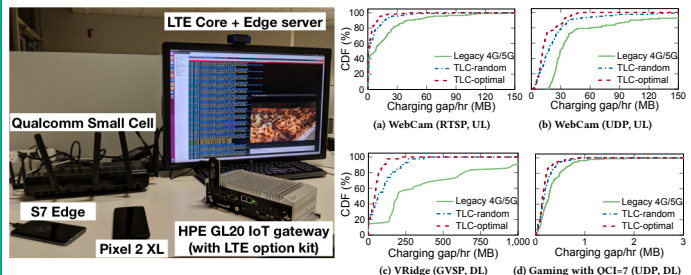 LTE Core + Edge server
Qualcomm Small Cell
S7 Edge
Pixel 2 XL
HPE GL20 IoT gateway
(with LTE option kit)
CDF (%)
100
80
60
40
20
0
Legacy 4G/5G
TLC-random
TLC-optimal
0 30 60 90 120 150
Charging gap/hr (MB)
(a) WebCam (RTSP, UL)
CDF (%)
100
80
60
40
20
0
Legacy 4G/5G
TLC-random
TLC-optimal
0 30 60 90 120 150
Charging gap/hr (MB)
(b) WebCam (UDP, UL)
CDF (%)
100
80
60
40
20
0
Legacy 4G/5G
TLC-random
TLC-optimal
0 250 500 750 1,000
Charging gap/hr (MB)
(c) VRidge (GVSP, DL)
CDF (%)
100
80
60
40
20
0
Legacy 4G/5G
TLC-random
TLC-optimal
0 1 2 3
Charging gap/hr (MB)
(d) Gaming with QCI=7 (UDP, DL)